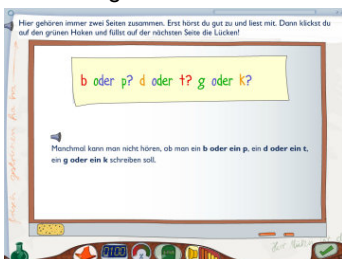 Hier gehören immer zwei Seiten zusammen. Erst hörst du gut zu und liest mit. Dann klickst du
auf den grünen Haken und füllst auf der nächsten Seite die Lücken!
b oder p? d oder t? g oder k?
Manchmal kann man nicht hören, ob man ein b oder ein p, ein d oder ein t,
ein g oder ein k schreiben soll.
0100